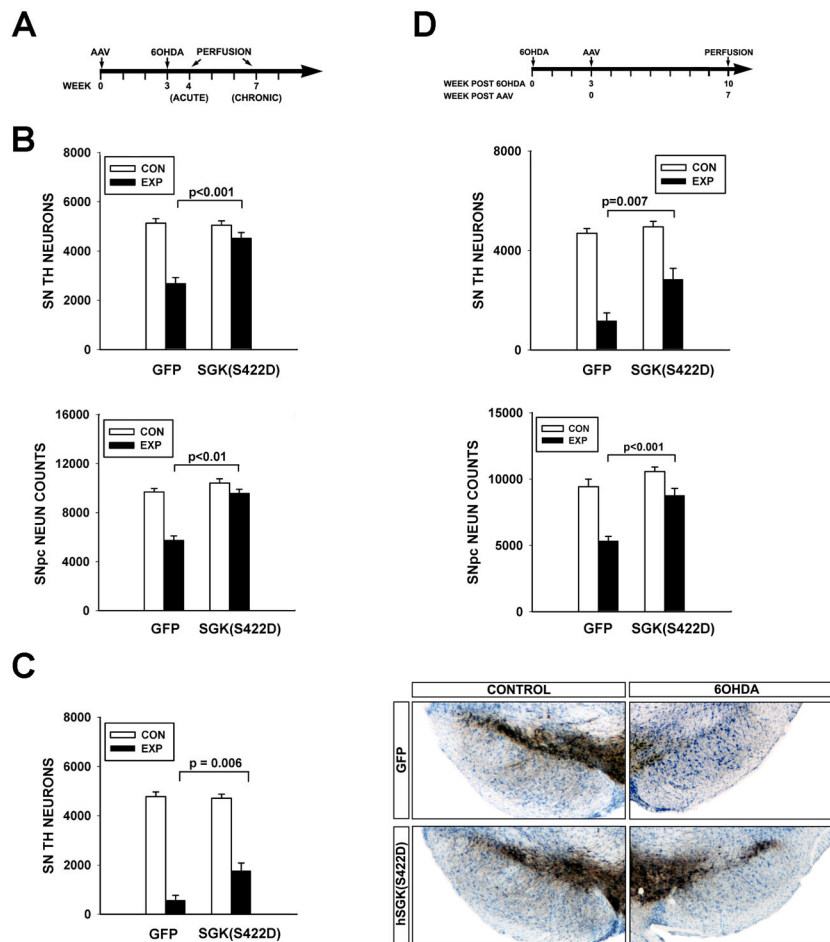 A
AAV 6OHDA PERFUSION
WEEK 0 3 4 7
(ACUTE) (CHRONIC)
B
8000
6000
4000
2000
0
SN TH NEURONS
CON
EXP
p<0.001
GFP SGK(S422D)
16000
12000
8000
4000
0
SNpc NEUN COUNTS
CON
EXP
p<0.01
GFP SGK(S422D)
C
8000
6000
4000
2000
0
SN TH NEURONS
CON
EXP
p = 0.006
GFP SGK(S422D)
CONTROL 6OHDA
GFP
hSGK(S422D)
D
6OHDA AAV PERFUSION
WEEK POST 6OHDA 0 3 10
WEEK POST AAV 0 7
8000
4000
0
SN TH NEURONS
CON
EXP
p=0.007
GFP SGK(S422D)
15000
10000
5000
0
SNpc NEUN COUNTS
CON
EXP
p<0.001
GFP SGK(S422D)